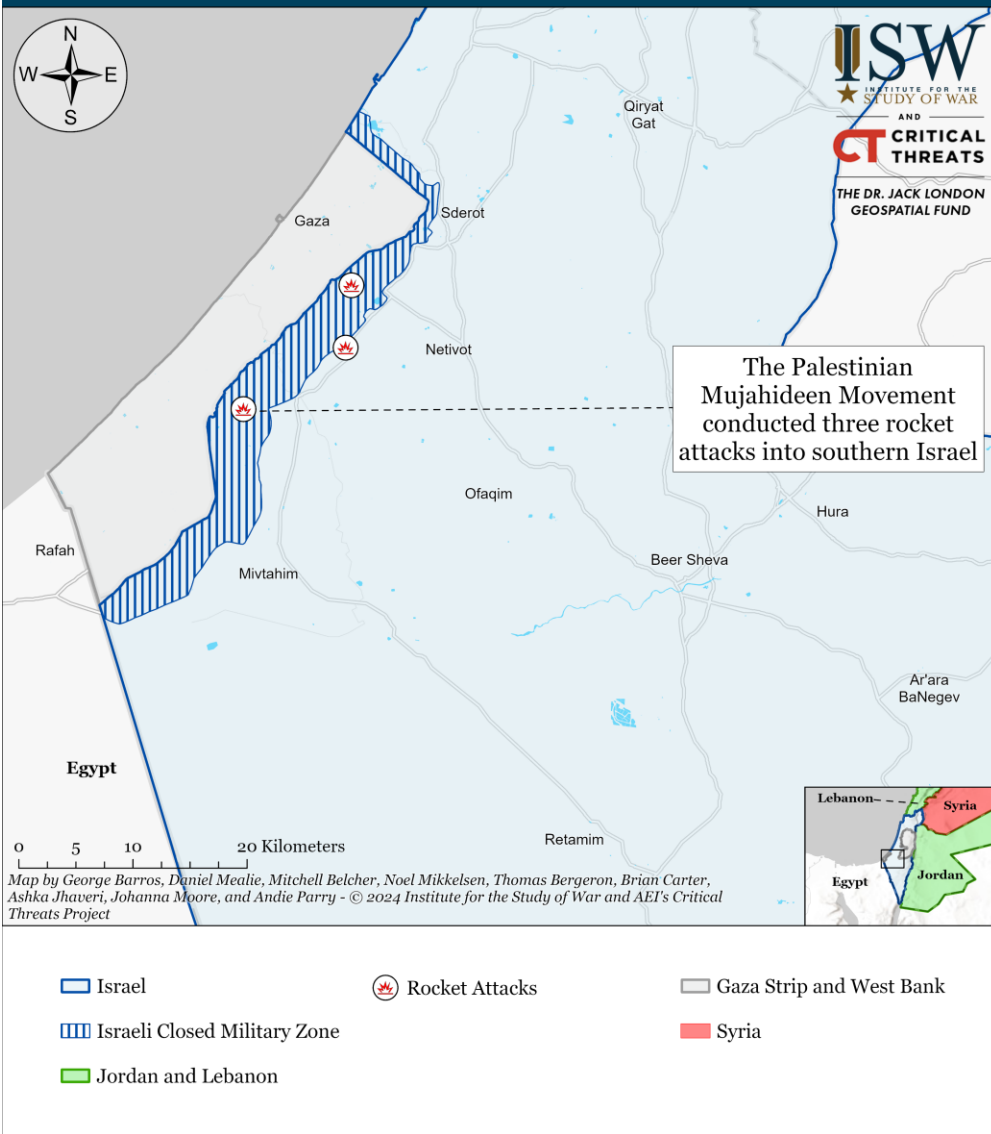 N
W
E
S
ISW
INSTITUTE FOR THE
STUDY OF WAR
AND
CT CRITICAL
THREATS
THE DR. JACK LONDON
GEOSPATIAL FUND
Qiryat
Gat
Gaza
Sderot
Netivot
The Palestinian
Mujahideen Movement
conducted three rocket
attacks into southern Israel
Ofaqim
Hura
Rafah
Beer Sheva
Mivtahim
Ar'ara
BaNegev
Egypt
Retamim
Lebanon
Syria
Egypt
Jordan
0 5 10 20 Kilometers
Map by George Barros, Daniel Mealie, Mitchell Belcher, Noel Mikkelsen, Thomas Bergeron, Brian Carter,
Ashka Jhaveri, Johanna Moore, and Andie Parry - © 2024 Institute for the Study of War and AEI's Critical
Threats Project
Israel
Rocket Attacks
Gaza Strip and West Bank
Israeli Closed Military Zone
Syria
Jordan and Lebanon